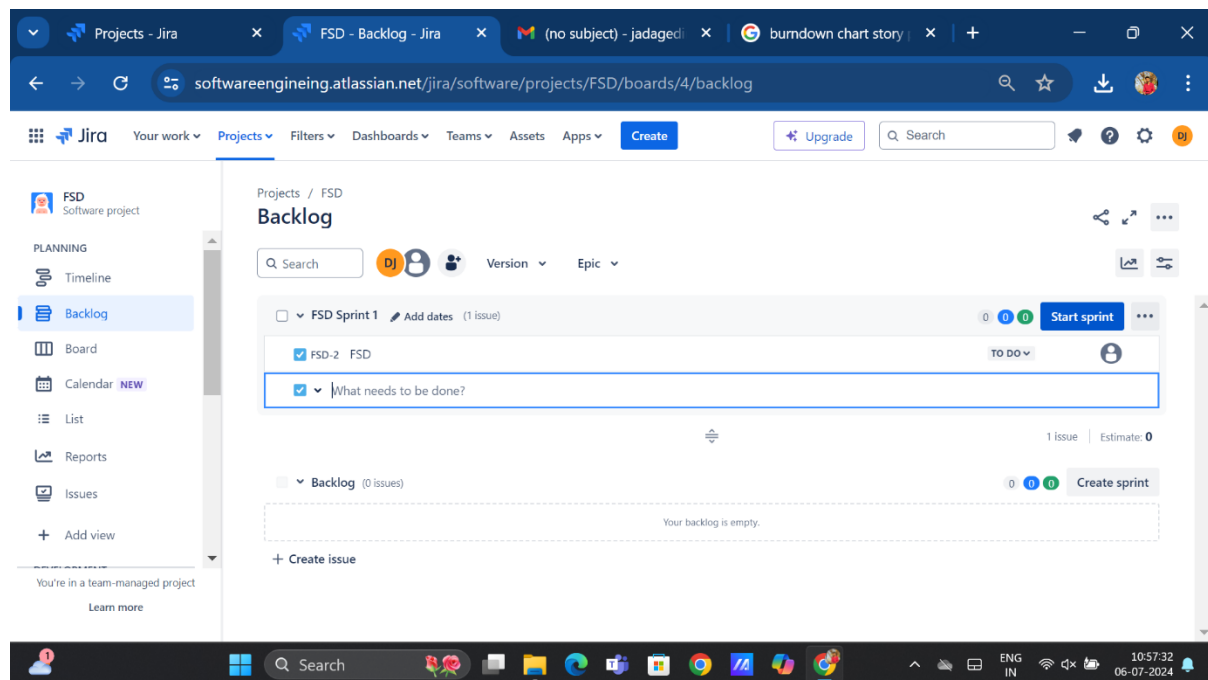 Projects - Jira
FSD - Backlog - Jira
(no subject) - jadagedi
burndown chart story
softwareengineing.atlassian.net/jira/software/projects/FSD/boards/4/backlog
Jira Your work Projects Filters Dashboards Teams Assets Apps Create Upgrade Search DJ
FSD
Software project
PLANNING
Timeline
Backlog
Board
Calendar NEW
List
Reports
Issues
+ Add view
You're in a team-managed project
Learn more
Projects / FSD
Backlog
Search DJ Version Epic
FSD Sprint 1 Add dates (1 issue) 0 0 0 Start sprint
FSD-2 FSD TO DO
What needs to be done?
1 issue Estimate: 0
Backlog (0 issues) 0 0 0 Create sprint
Your backlog is empty.
+ Create issue
1 Search ENG 10:57:32
IN 06-07-2024